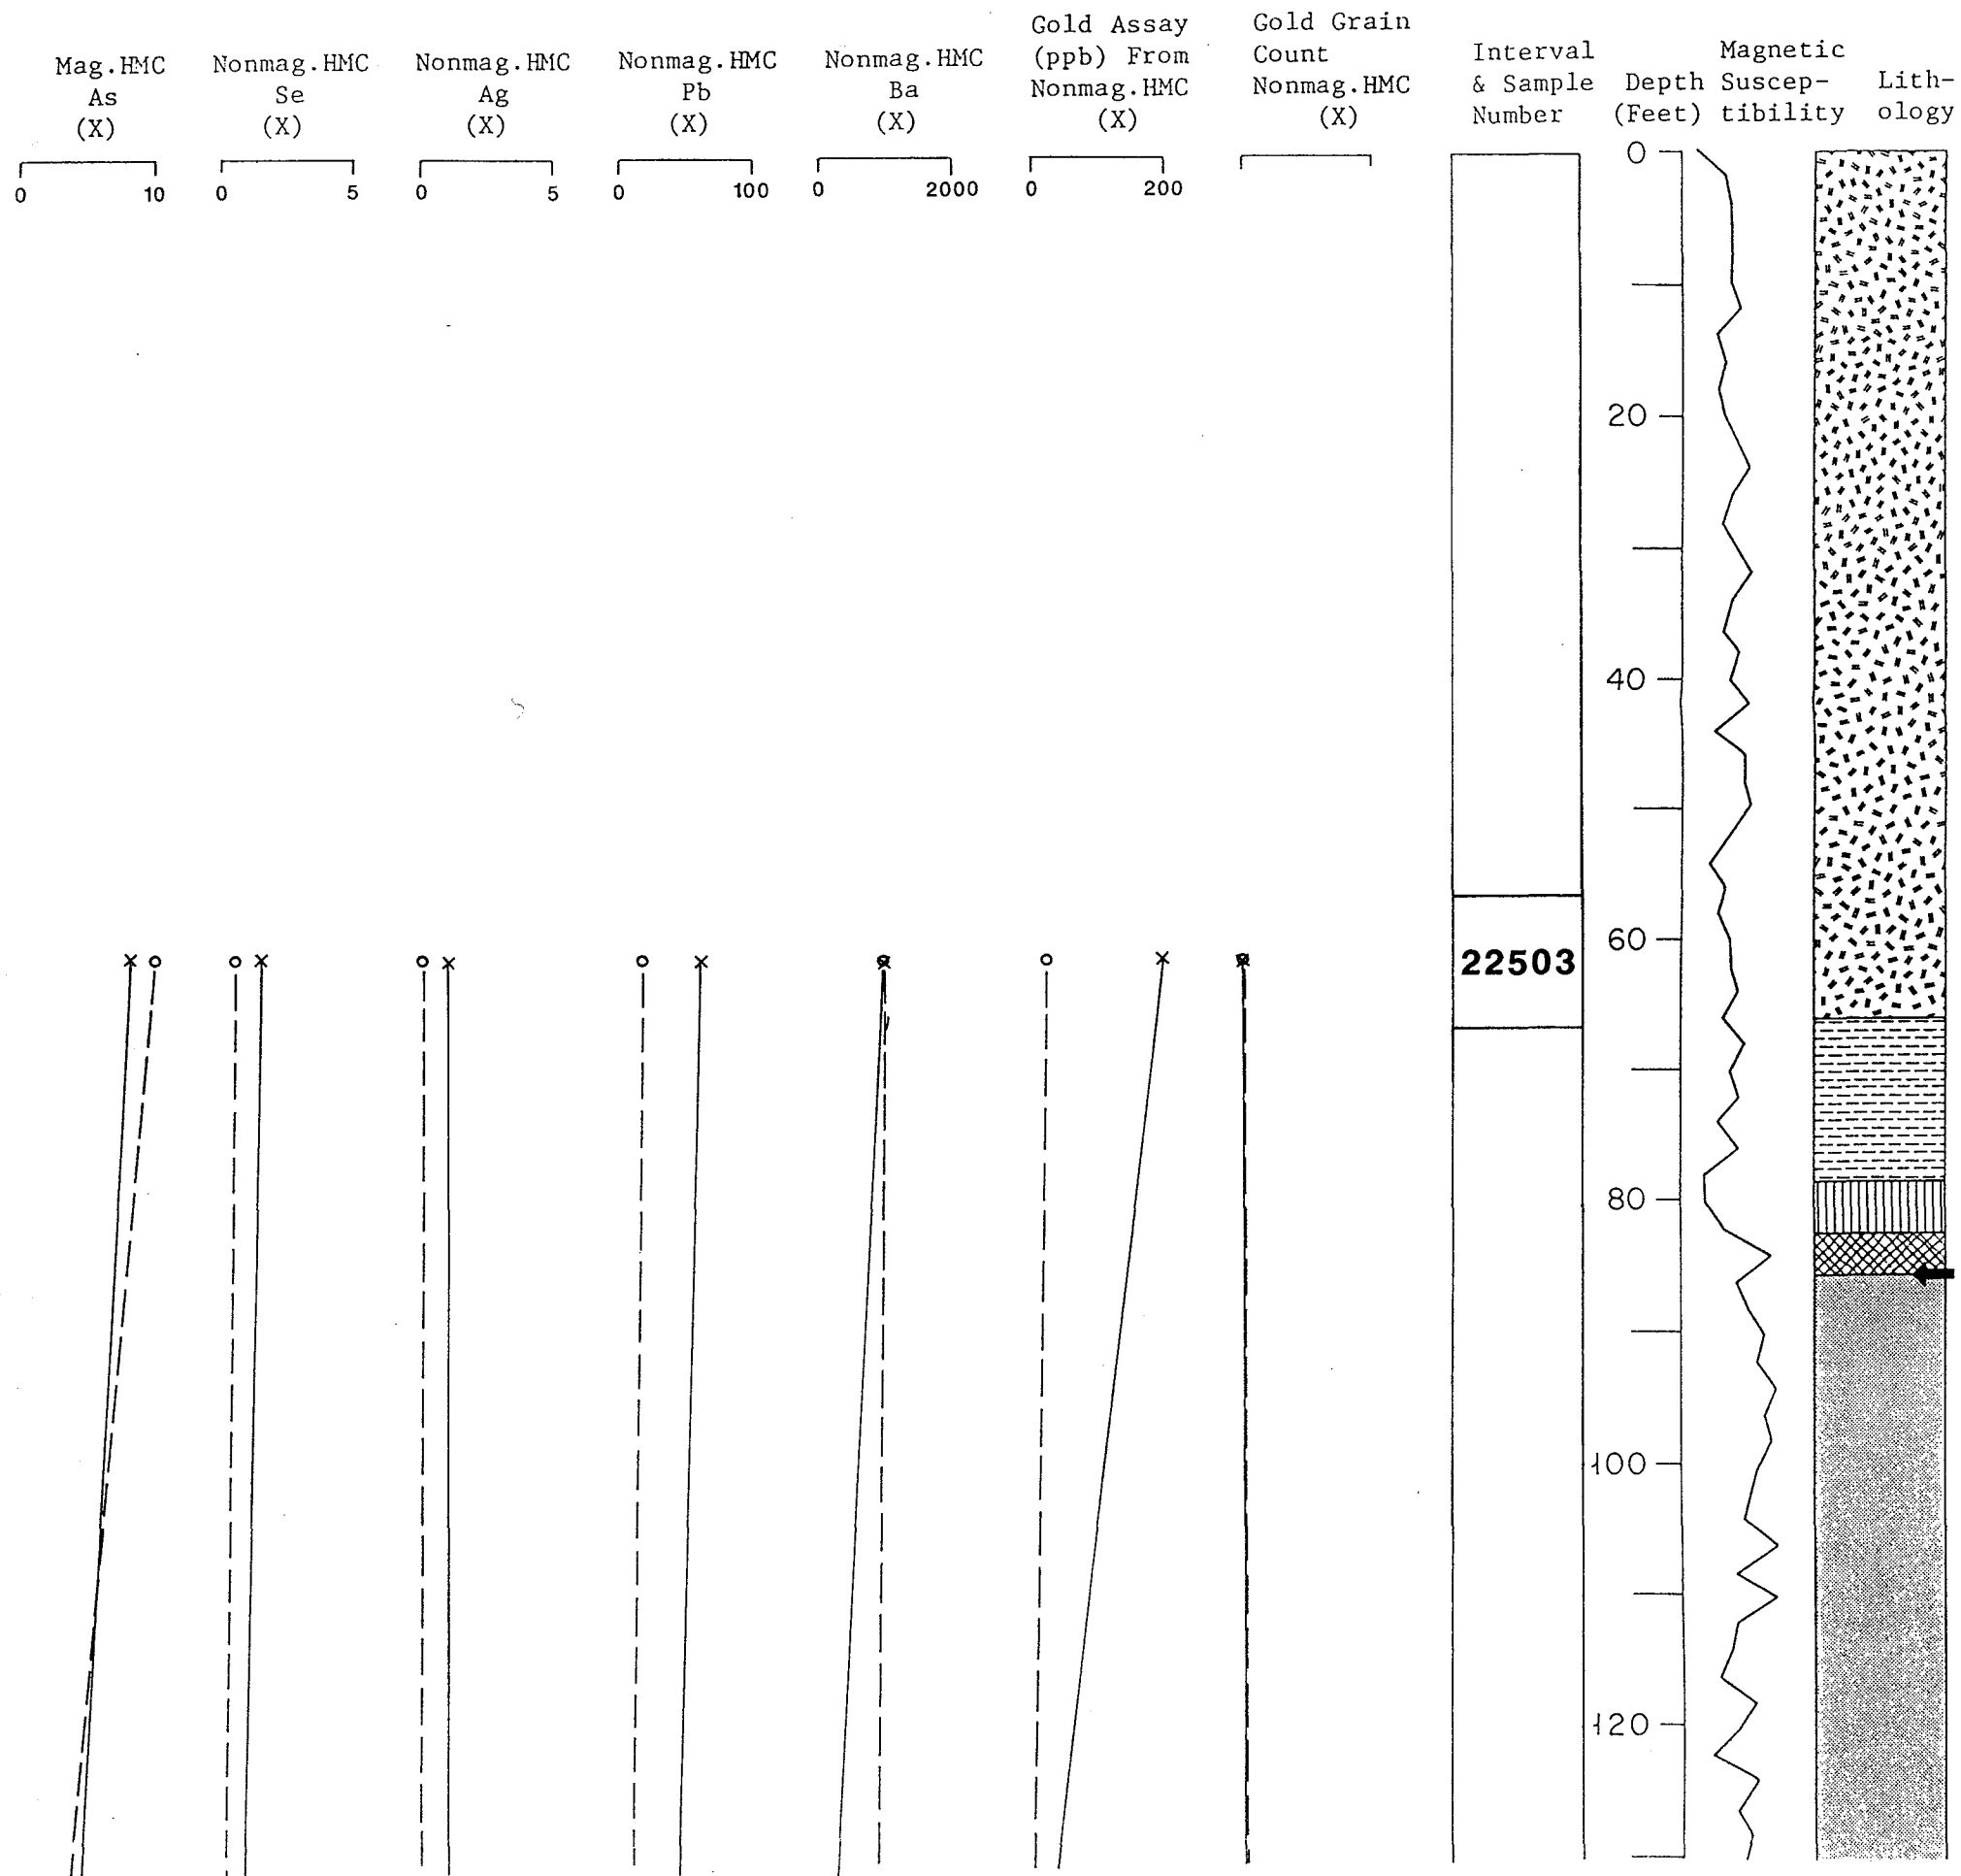 Mag.HMC
As
(X)
0 10
Nonmag.HMC
Se
(X)
0 5
Nonmag.HMC
Ag
(X)
0 5
Nonmag.HMC
Pb
(X)
0 100
Nonmag.HMC
Ba
(X)
0 2000
Gold Assay
(ppb) From
Nonmag.HMC
(X)
0 200
Gold Grain
Count
Nonmag.HMC
(X)
Interval
& Sample
Number
Depth
(Feet)
Magnetic
Suscep-
tibility
Lith-
ology
0
20
40
60
22503
80
100
120